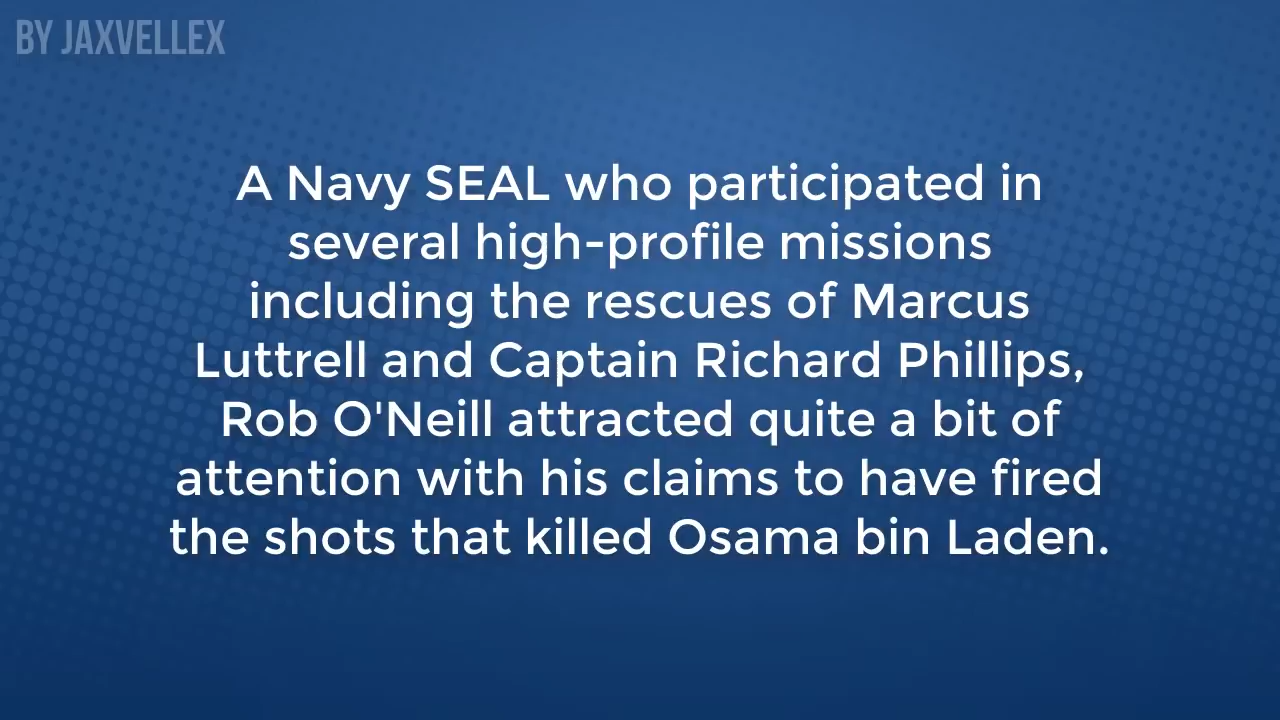 BY JAXVELLEX
A Navy SEAL who participated in
several high-profile missions
including the rescues of Marcus
Luttrell and Captain Richard Phillips,
Rob O'Neill attracted quite a bit of
attention with his claims to have fired
the shots that killed Osama bin Laden.